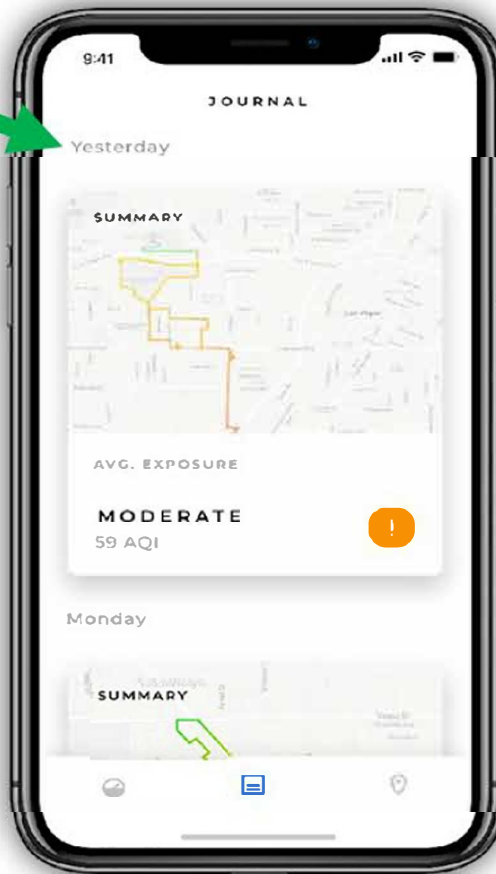 9:41
JOURNAL
Yesterday
SUMMARY
AVG. EXPOSURE
MODERATE
59 AQI
!
Monday
SUMMARY